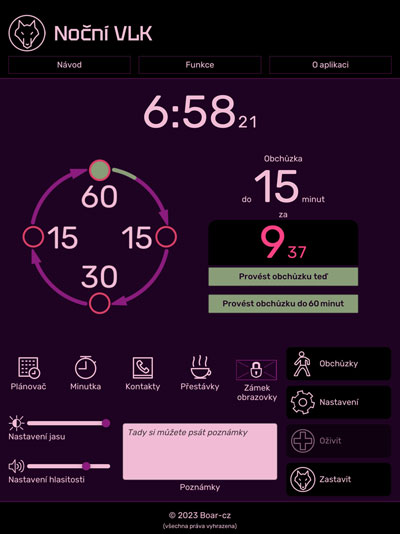 Noční VLK
Návod
Funkce
O aplikaci
6:58 21
60
15
15
30
Obchůzka
do 15 minut
za
9 37
Provést obchůzku teď
Provést obchůzku do 60 minut
Plánovač
Minutka
Kontakty
Přestávky
Zámek
obrazovky
Obchůzky
Nastavení
Oživit
Zastavit
Nastavení jasu
Nastavení hlasitosti
Tady si můžete psát poznámky
Poznámky
© 2023 Boar-cz
(všechna práva vyhrazena)